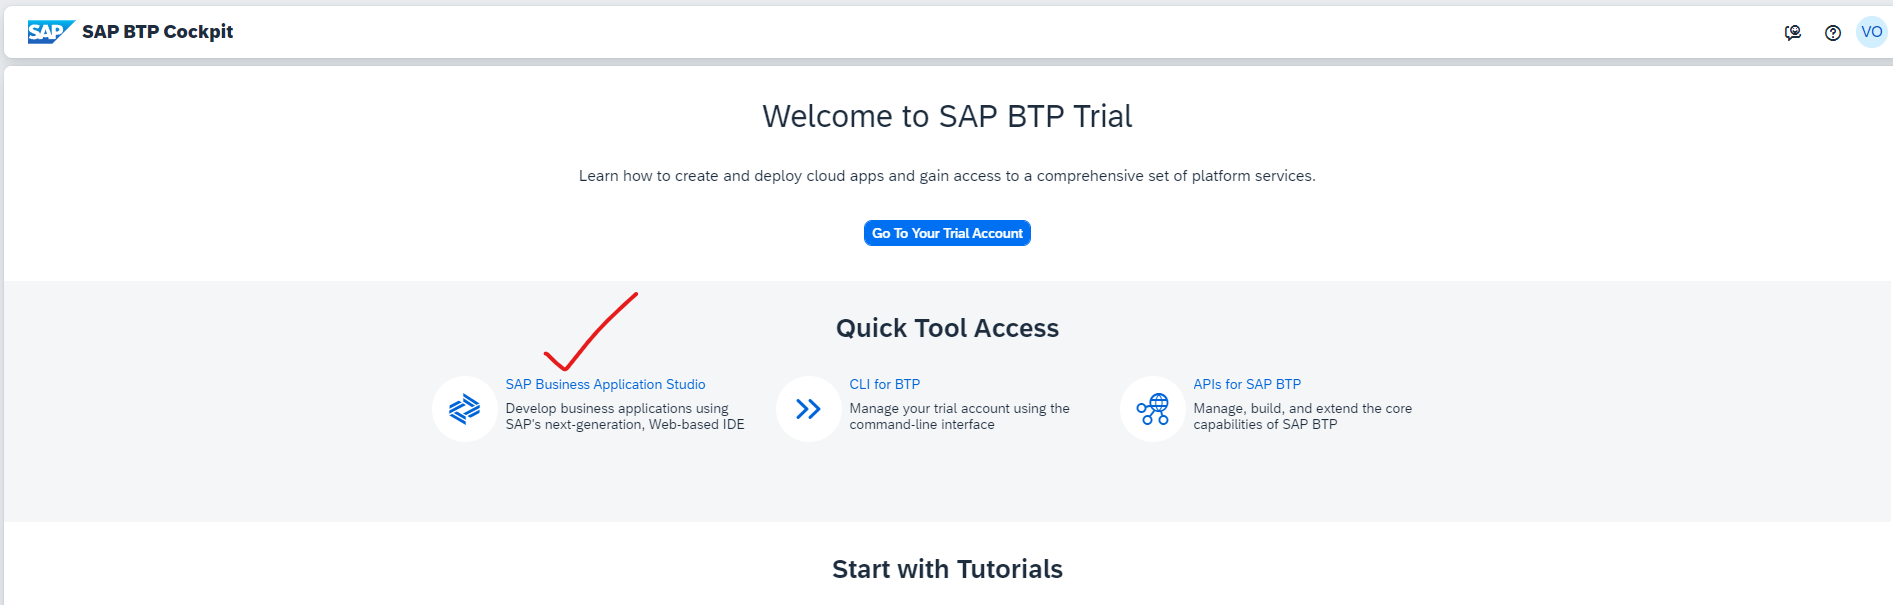 SAP SAP BTP Cockpit
VO
Welcome to SAP BTP Trial
Learn how to create and deploy cloud apps and gain access to a comprehensive set of platform services.
Go To Your Trial Account
Quick Tool Access
SAP Business Application Studio
Develop business applications using
SAP's next-generation, Web-based IDE
CLI for BTP
Manage your trial account using the
command-line interface
APIs for SAP BTP
Manage, build, and extend the core
capabilities of SAP BTP
Start with Tutorials